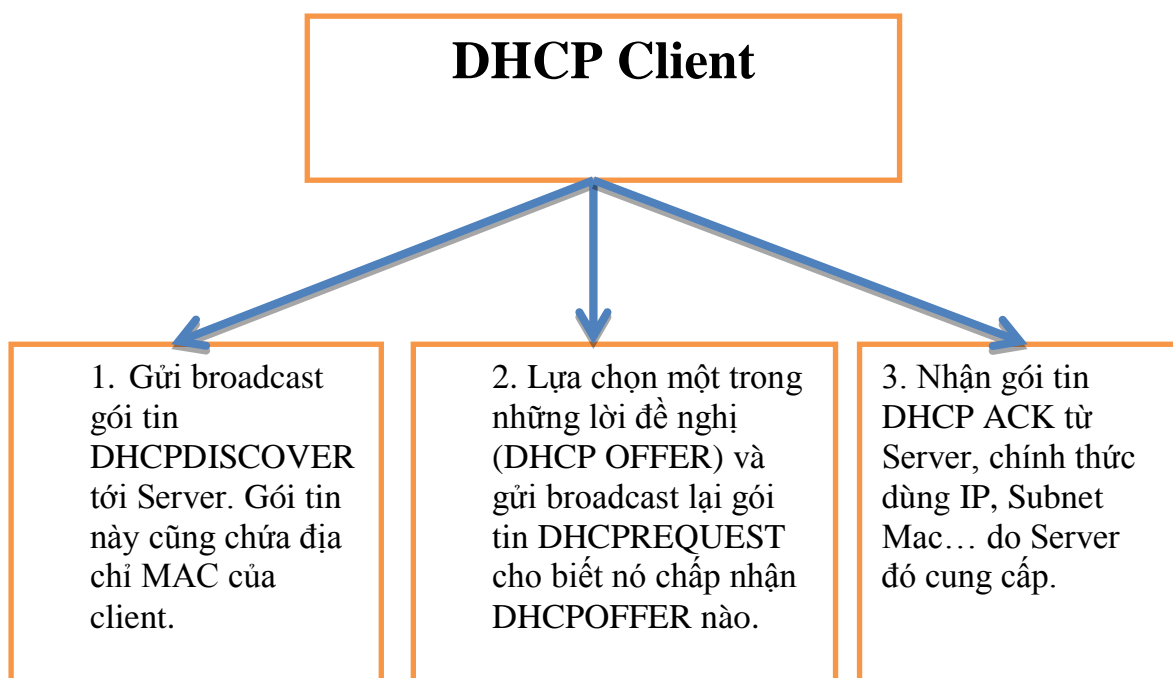 DHCP Client
1. Gửi broadcast
gói tin
DHCPDISCOVER
tới Server. Gói tin
này cũng chứa địa
chỉ MAC của
client.
2. Lựa chọn một trong
những lời đề nghị
(DHCP OFFER) và
gửi broadcast lại gói
tin DHCPREQUEST
cho biết nó chấp nhận
DHCPOFFER nào.
3. Nhận gói tin
DHCP ACK từ
Server, chính thức
dùng IP, Subnet
Mac… do Server
đó cung cấp.